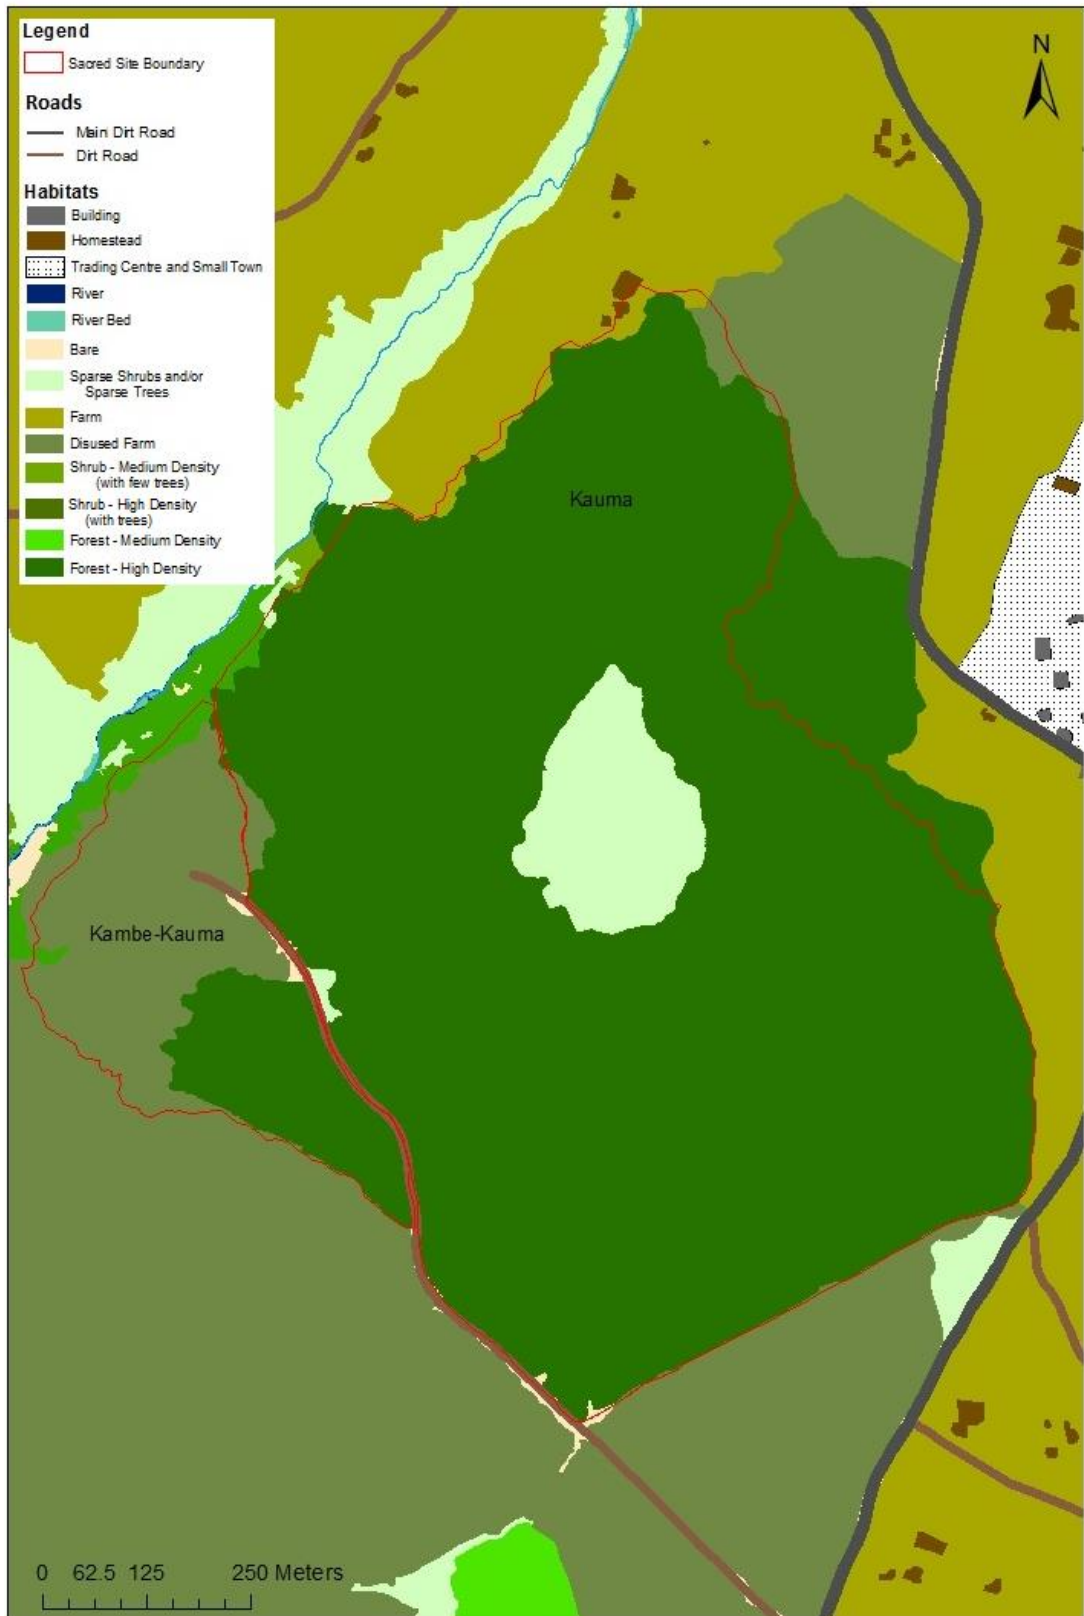 Legend
Sacred Site Boundary
Roads
Main Dirt Road
Dirt Road
Habitats
Building
Homestead
Trading Centre and Small Town
River
River Bed
Bare
Sparse Shrubs and/or
Sparse Trees
Farm
Disused Farm
Shrub - Medium Density
(with few trees)
Shrub - High Density
(with trees)
Forest - Medium Density
Forest - High Density
N
Kauma
Kambe-Kauma
0 62.5 125 250 Meters